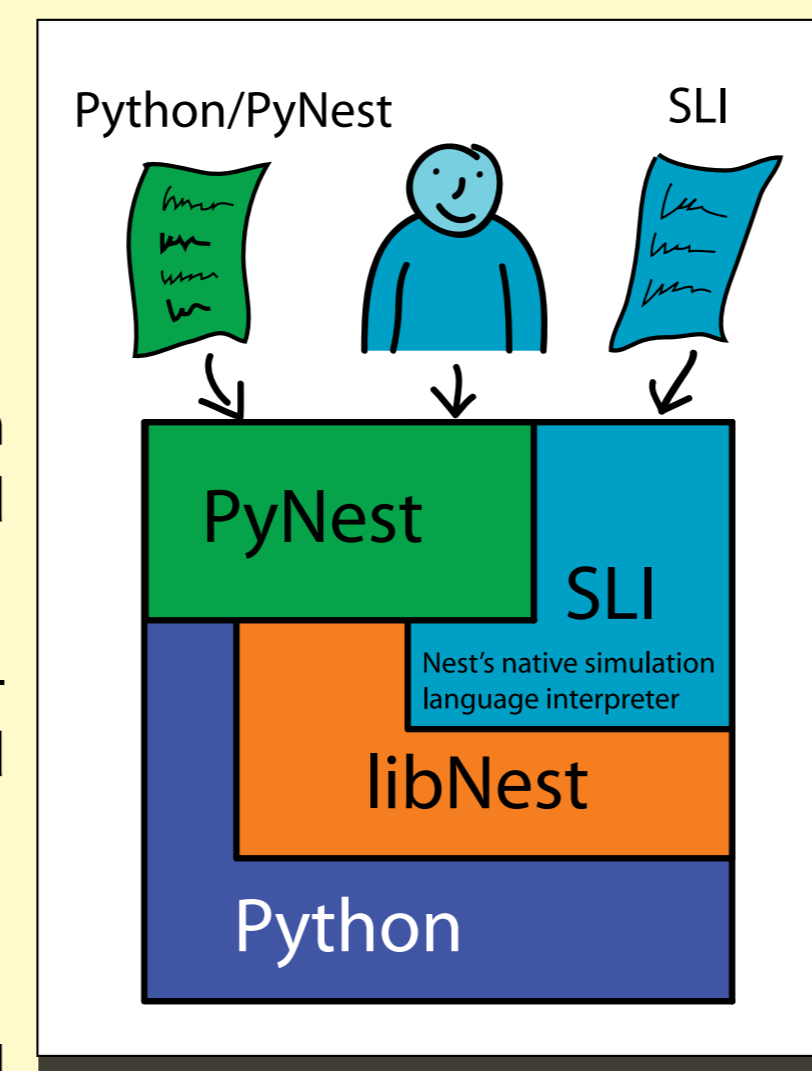 Python/PyNest
SLI
PyNest
SLI
Nest's native simulation
language interpreter
libNest
Python